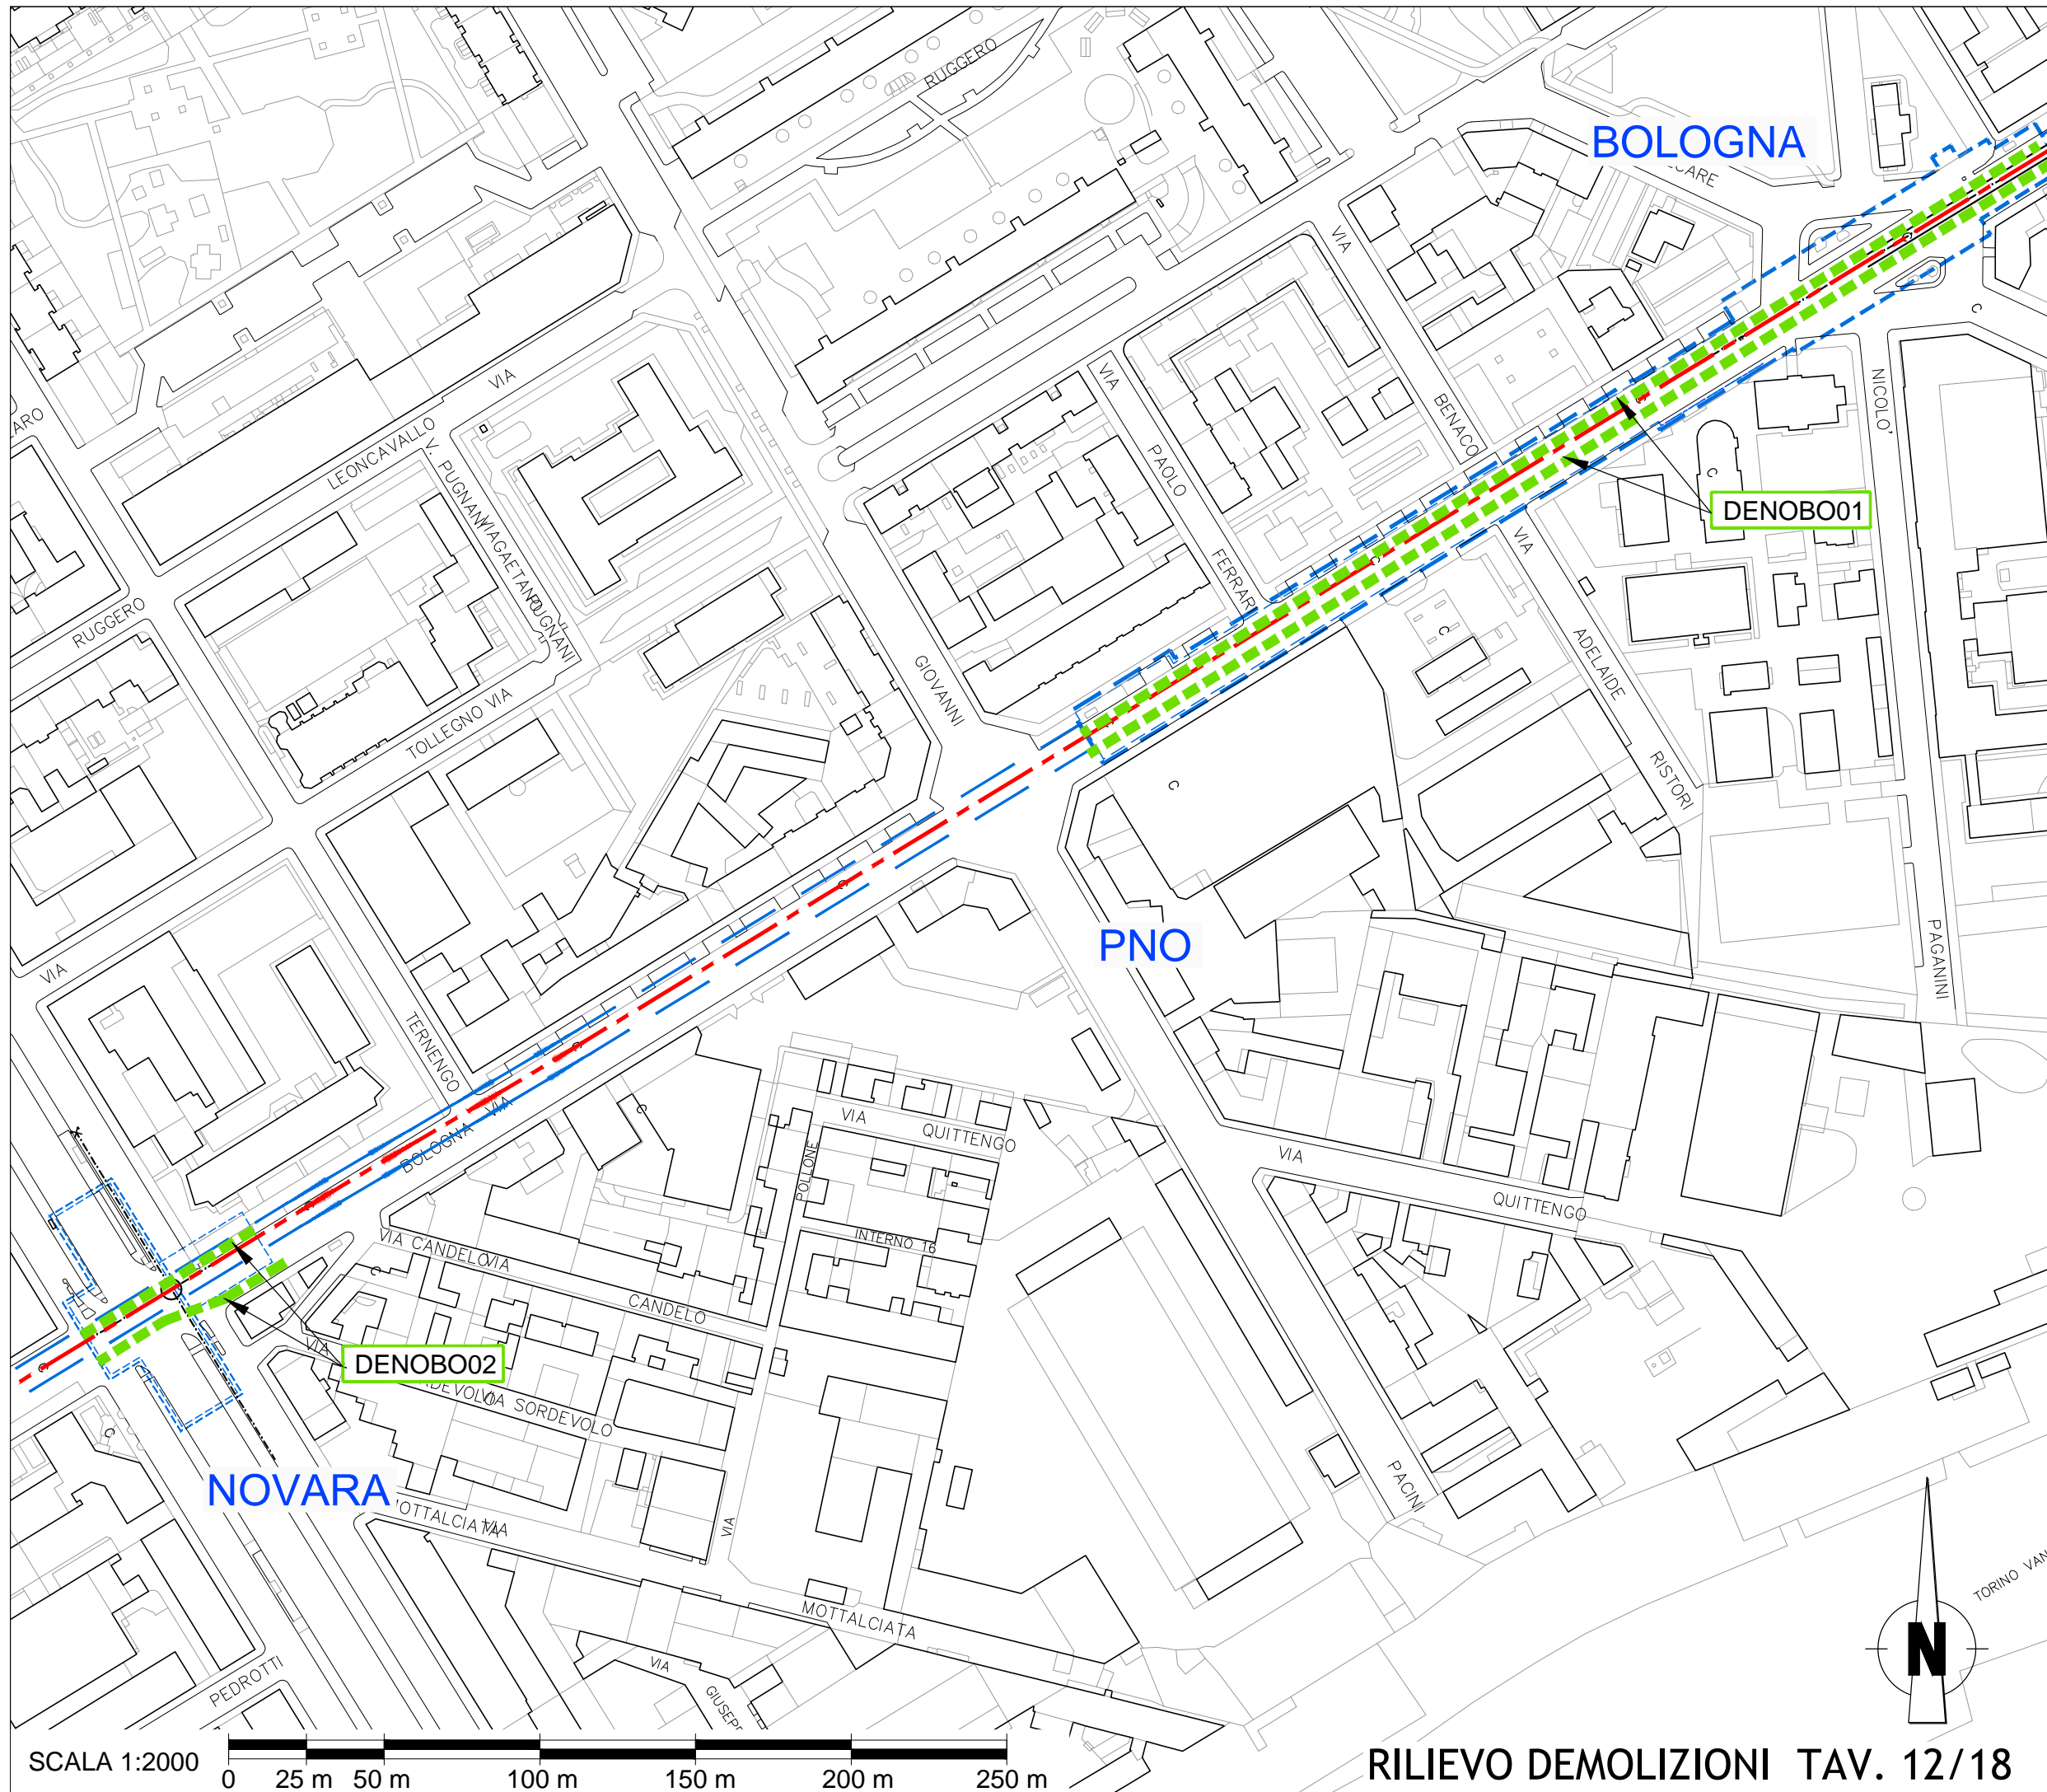 RUGGERO
BOLOGNA
VIA
VIA
VIA
LEONCAVALLO
BENACO
NICOLO'
PAOLO
DENOBO01
VIA
FERRARI
RUGGERO
GIOVANNI
ADELAIDE
TOLLEGNO VIA
RISTORI
PNO
PAGANINI
VIA
TERNENGO
VIA
BOLOGNA
VIA
QUITTENGO
POLLONE
VIA
QUITTENGO
INTERNO 16
VIA CANDELO
VIA
CANDELO
VIA
DENOBO02
VIA SORDEVOLO
NOVARA
PACINI
VIA
VIA
MOTTALCIATA
TORINO
VIA
PEDROTTI
N
SCALA 1:2000
0 25 m 50 m 100 m 150 m 200 m 250 m
RILIEVO DEMOLIZIONI TAV. 12/18